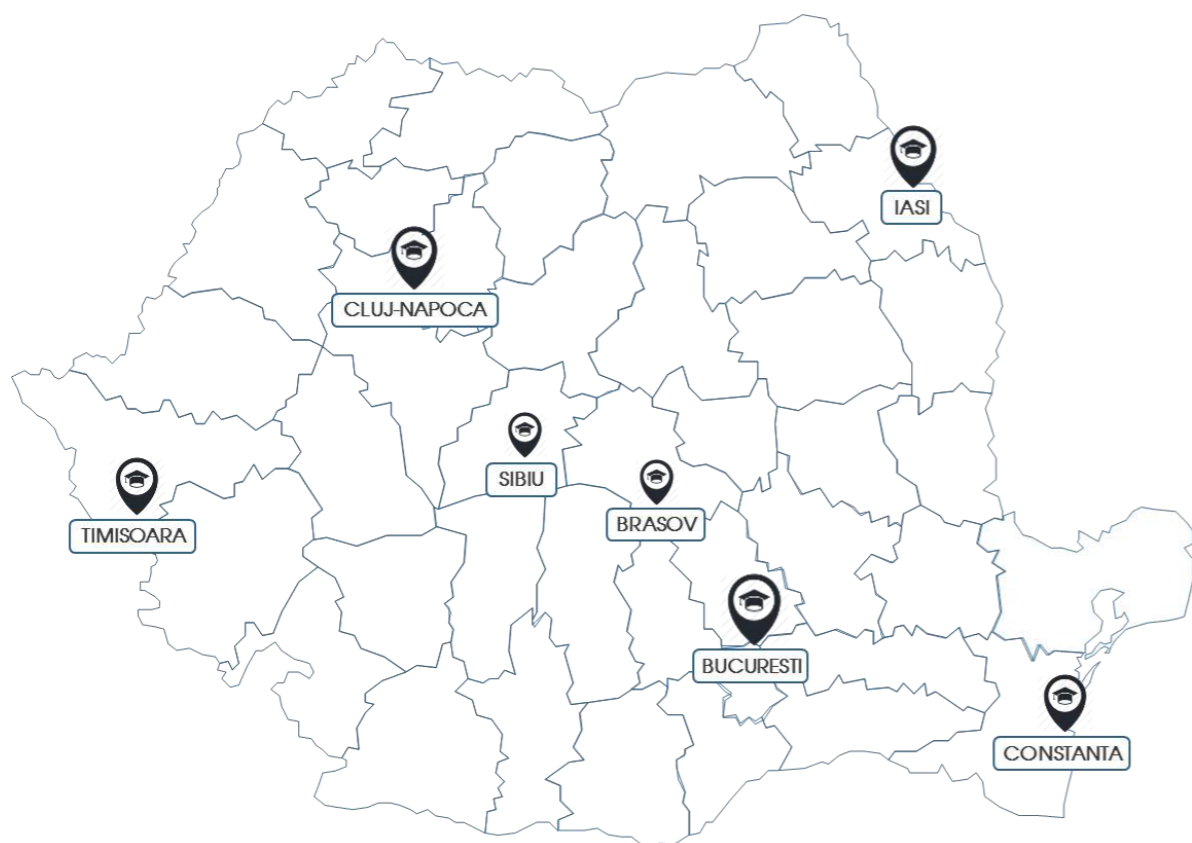 IASI
CLUJ-NAPOCA
SIBIU
BRASOV
TIMISOARA
BUCURESTI
CONSTANTA